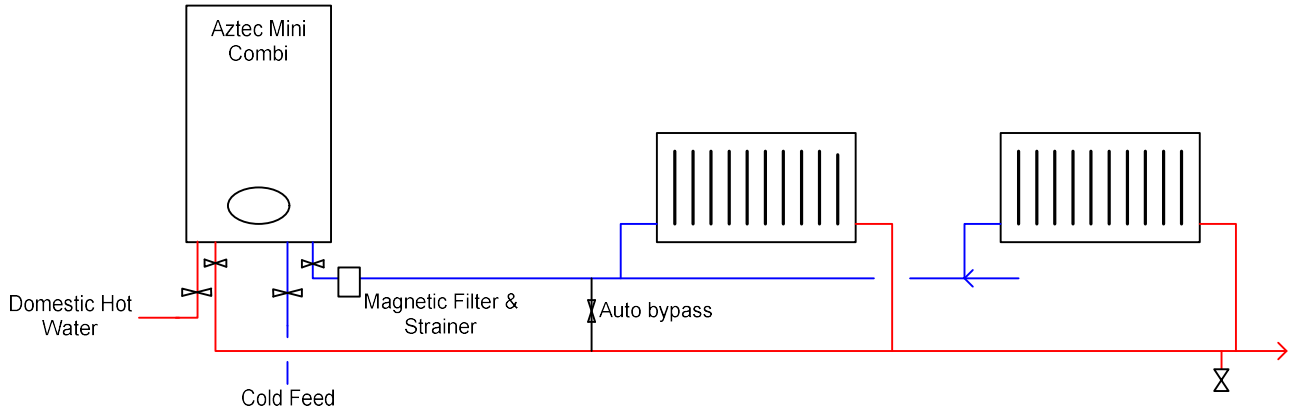 Aztec Mini
Combi
Domestic Hot
Water
Magnetic Filter &
Strainer
Auto bypass
Cold Feed